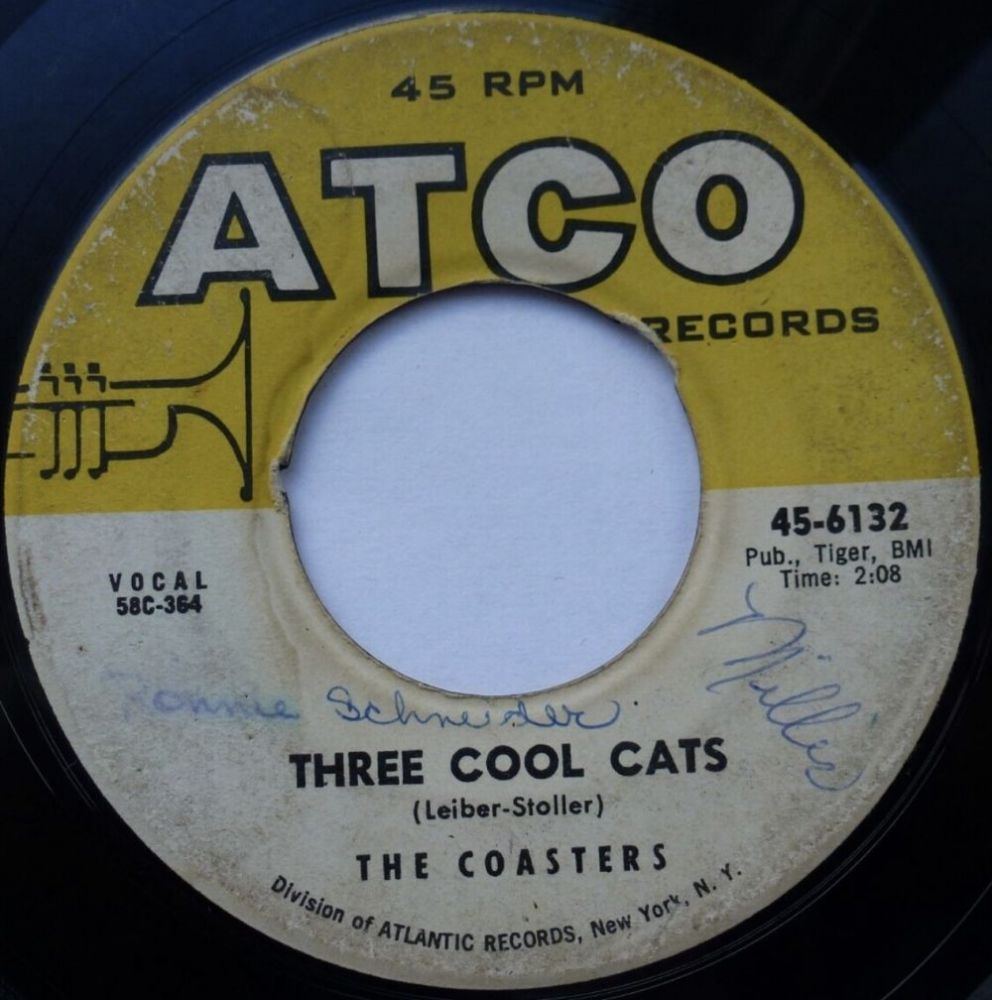 45 RPM
ATCO
RECORDS
45-6132
Pub., Tiger, BMI
Time: 2:08
VOCAL
58C-364
Schneider
THREE COOL CATS
(Leiber-Stoller)
THE COASTERS
Division of ATLANTIC RECORDS, New York, N. Y.